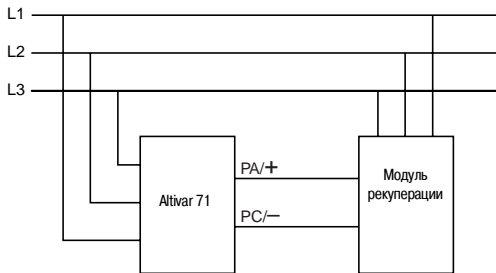 L1
L2
L3
PA/+
Altivar 71
PC/−
Модуль
рекуперации